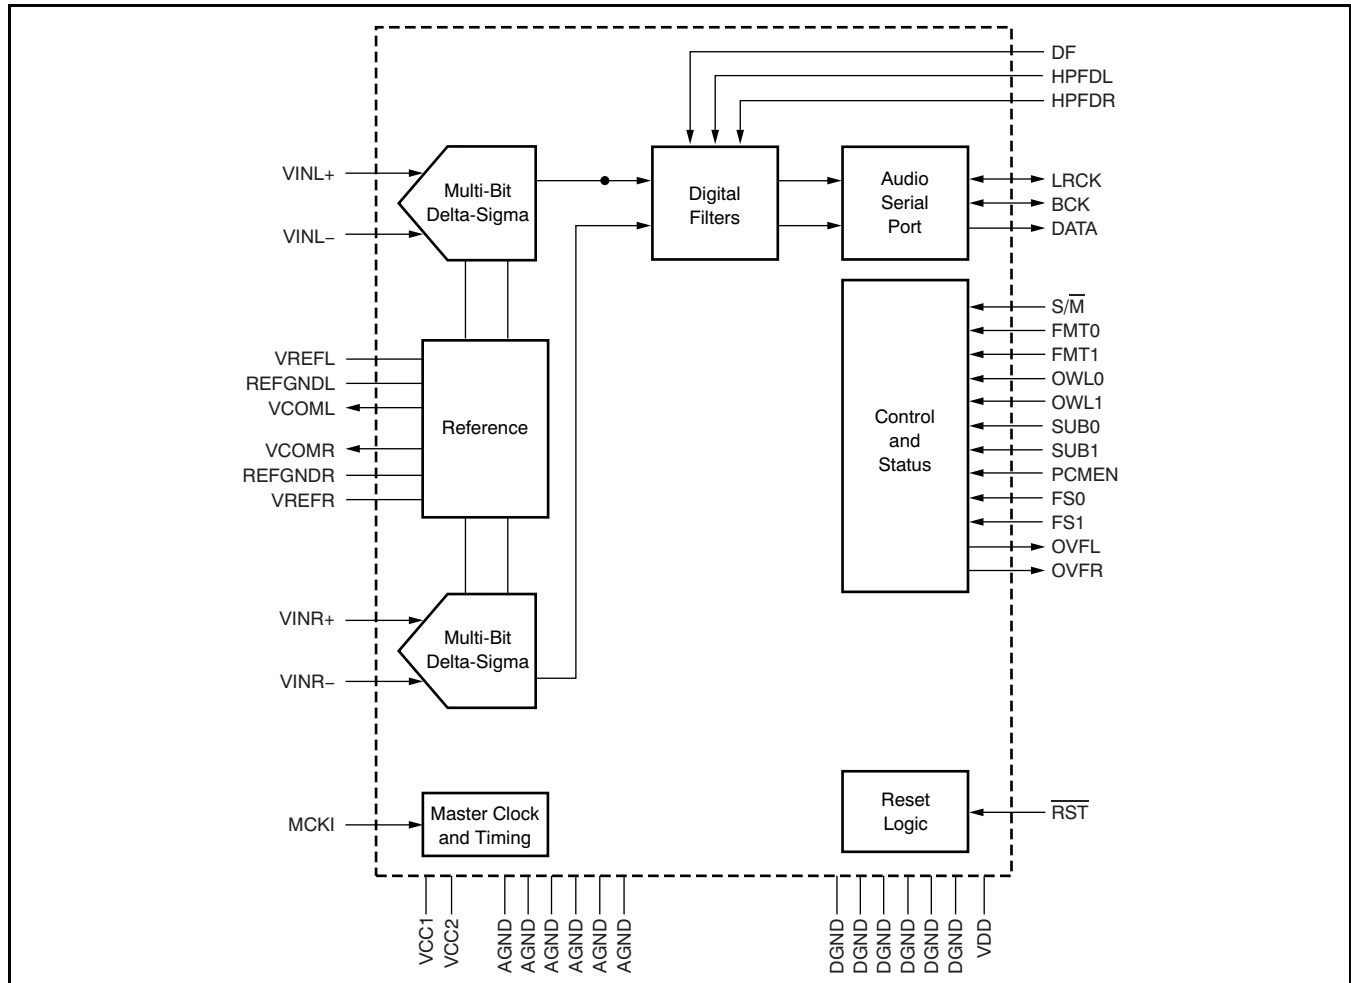 DF
HPFDL
HPFDR
VINL+
VINL−
Multi-Bit
Delta-Sigma
Digital
Filters
Audio
Serial
Port
LRCK
BCK
DATA
VREFL
REFGNDL
VCOML
VCOMR
REFGNDR
VREFR
Reference
Control
and
Status
S/M̅
FMT0
FMT1
OWL0
OWL1
SUB0
SUB1
PCMEN
FS0
FS1
OVFL
OVFR
VINR+
VINR−
Multi-Bit
Delta-Sigma
MCKI
Master Clock
and Timing
Reset
Logic
R̅S̅T̅
VCC1
VCC2
AGND
AGND
AGND
AGND
AGND
AGND
DGND
DGND
DGND
DGND
DGND
DGND
VDD